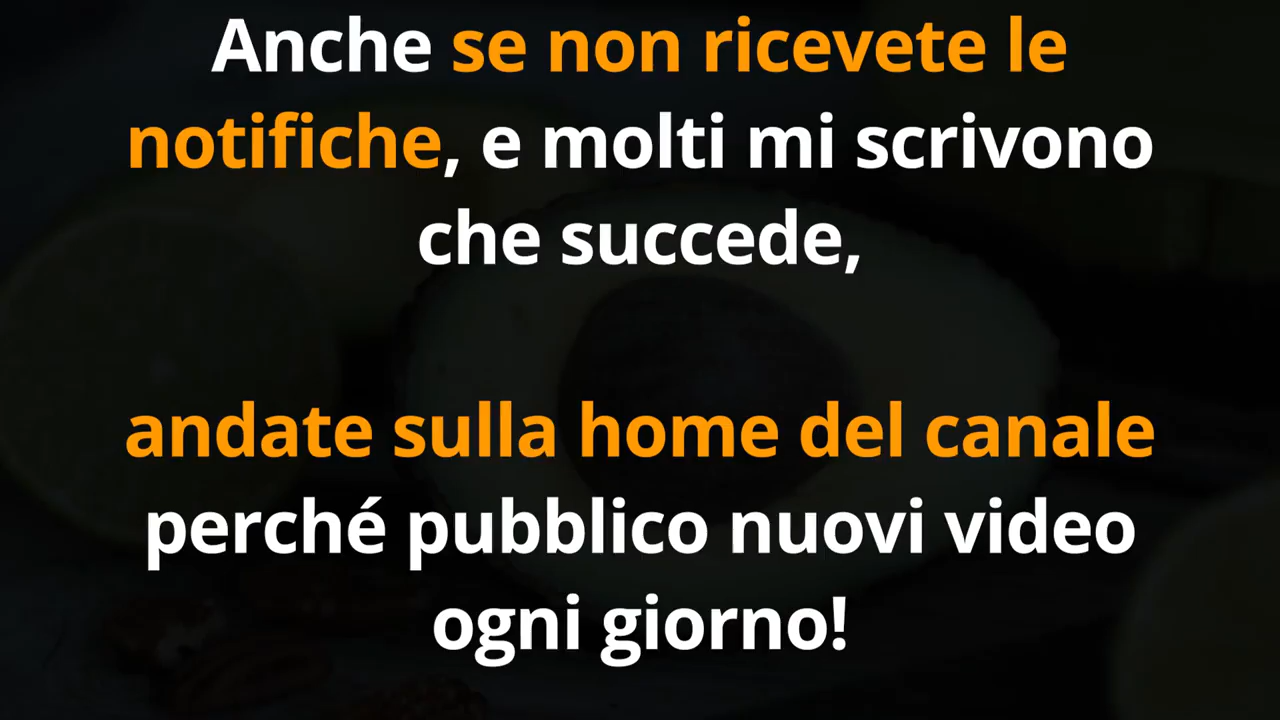 Anche se non ricevete le
notifiche, e molti mi scrivono
che succede,
andate sulla home del canale
perché pubblico nuovi video
ogni giorno!